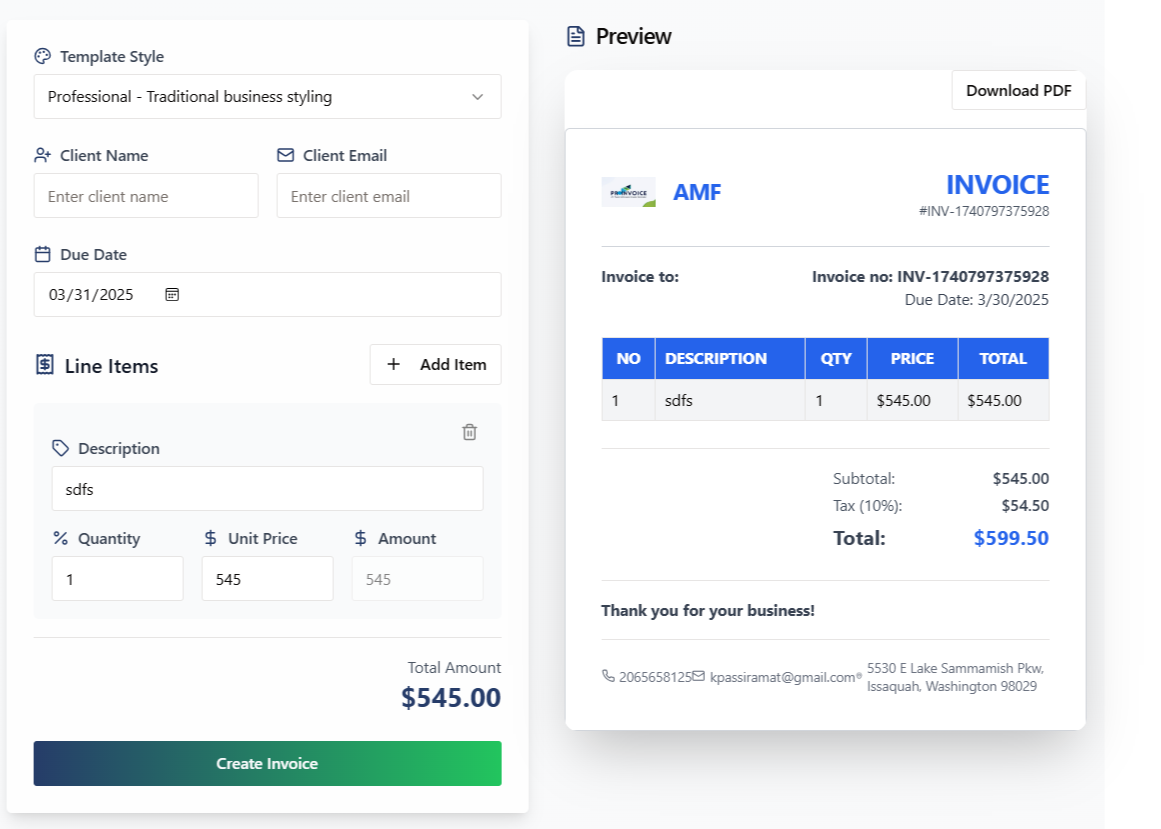 Template Style
Professional - Traditional business styling
Client Name
Client Email
Enter client name
Enter client email
Due Date
03/31/2025
Line Items
Add Item
Description
sdfs
Quantity
Unit Price
Amount
1
545
545
Total Amount
$545.00
Create Invoice
Preview
Download PDF
AMF
INVOICE
#INV-1740797375928
Invoice to:
Invoice no: INV-1740797375928
Due Date: 3/30/2025
NO DESCRIPTION QTY PRICE TOTAL
1 sdfs 1 $545.00 $545.00
Subtotal: $545.00
Tax (10%): $54.50
Total: $599.50
Thank you for your business!
2065658125 kpassiramat@gmail.com
5530 E Lake Sammamish Pkw,
Issaquah, Washington 98029